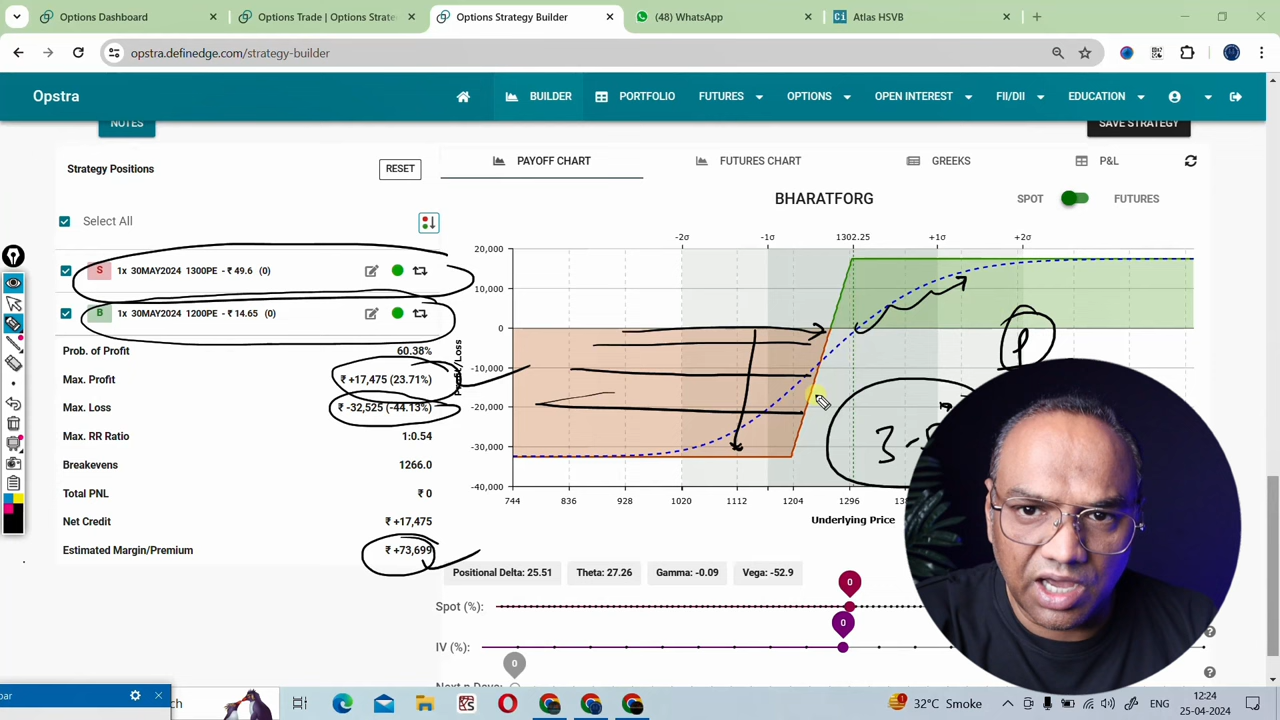 Options Dashboard
Options Trade | Options Strate
Options Strategy Builder
(48) WhatsApp
Ci Atlas HSVB
opstra.definedge.com/strategy-builder
Opstra
BUILDER
PORTFOLIO
FUTURES
OPTIONS
OPEN INTEREST
FII/DII
EDUCATION
NOTES
SAVE STRATEGY
Strategy Positions
RESET
PAYOFF CHART
FUTURES CHART
GREEKS
P&L
Select All
BHARATFORG
SPOT
FUTURES
S 1x 30MAY2024 1300PE - ₹ 49.6 (0)
B 1x 30MAY2024 1200PE - ₹ 14.65 (0)
Prob. of Profit 60.38%
Max. Profit ₹ +17,475 (23.71%)
Max. Loss ₹ -32,525 (-44.13%)
Max. RR Ratio 1:0.54
Breakevens 1266.0
Total PNL ₹ 0
Net Credit ₹ +17,475
Estimated Margin/Premium ₹ +73,699
-2σ -1σ 1302.25 +1σ +2σ
20,000
10,000
0
-10,000
-20,000
-30,000
-40,000
744 836 928 1020 1112 1204 1296
Underlying Price
P
Positional Delta: 25.51
Theta: 27.26
Gamma: -0.09
Vega: -52.9
Spot (%):
0
IV (%):
0
0
32°C Smoke
ENG
12:24
25-04-2024